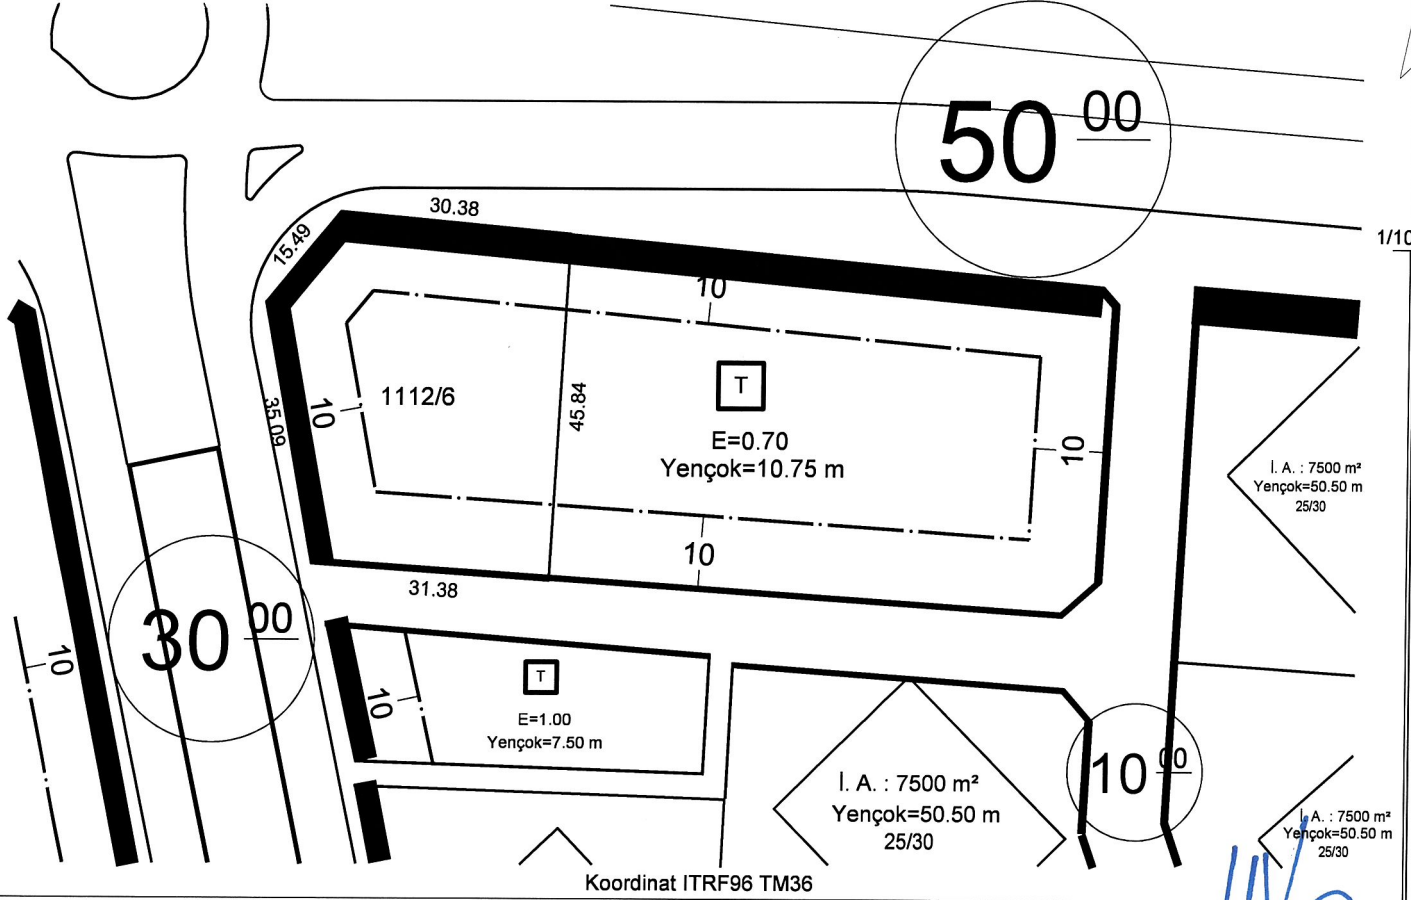 50 00
1/10
30.38
15.49
10
1112/6
T
E=0.70
Yençok=10.75 m
45.84
10
35.09
10
10
31.38
İ. A. : 7500 m²
Yençok=50.50 m
25/30
30 00
10
10
T
E=1.00
Yençok=7.50 m
10 00
İ. A. : 7500 m²
Yençok=50.50 m
25/30
İ. A. : 7500 m²
Yençok=50.50 m
25/30
Koordinat ITRF96 TM36